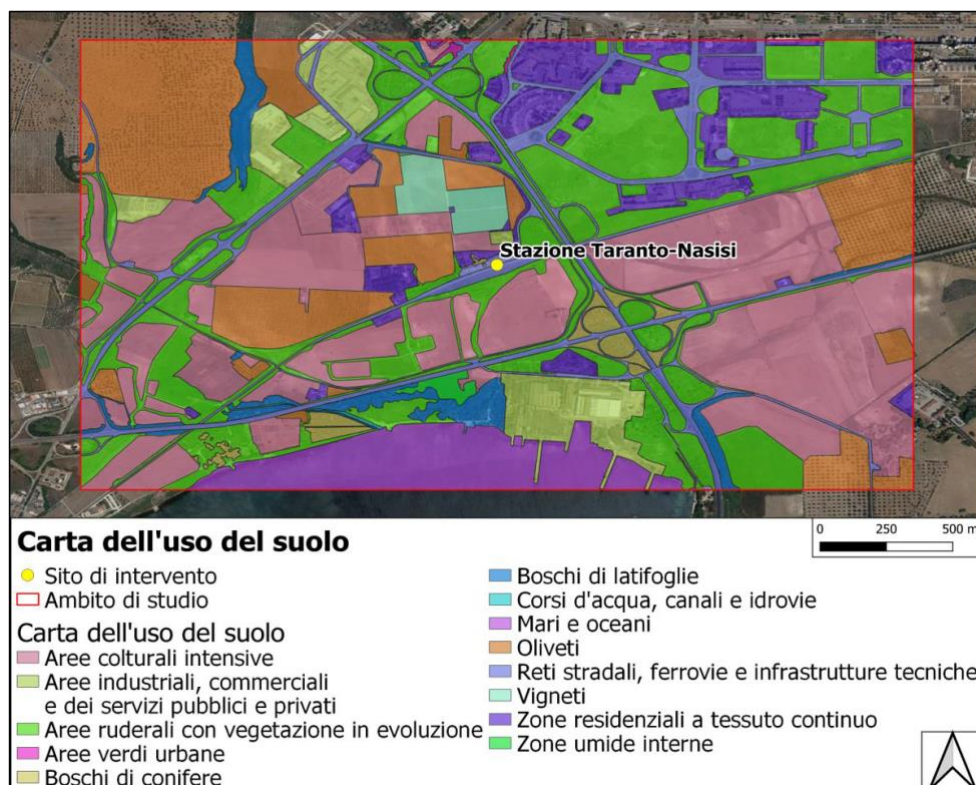 Stazione Taranto-Nasisi
Carta dell'uso del suolo
0 250 500 m
Sito di intervento
Ambito di studio
Carta dell'uso del suolo
Aree colturali intensive
Aree industriali, commerciali
e dei servizi pubblici e privati
Aree ruderali con vegetazione in evoluzione
Aree verdi urbane
Boschi di conifere
Boschi di latifoglie
Corsi d'acqua, canali e idrovie
Mari e oceani
Oliveti
Reti stradali, ferrovie e infrastrutture tecniche
Vigneti
Zone residenziali a tessuto continuo
Zone umide interne